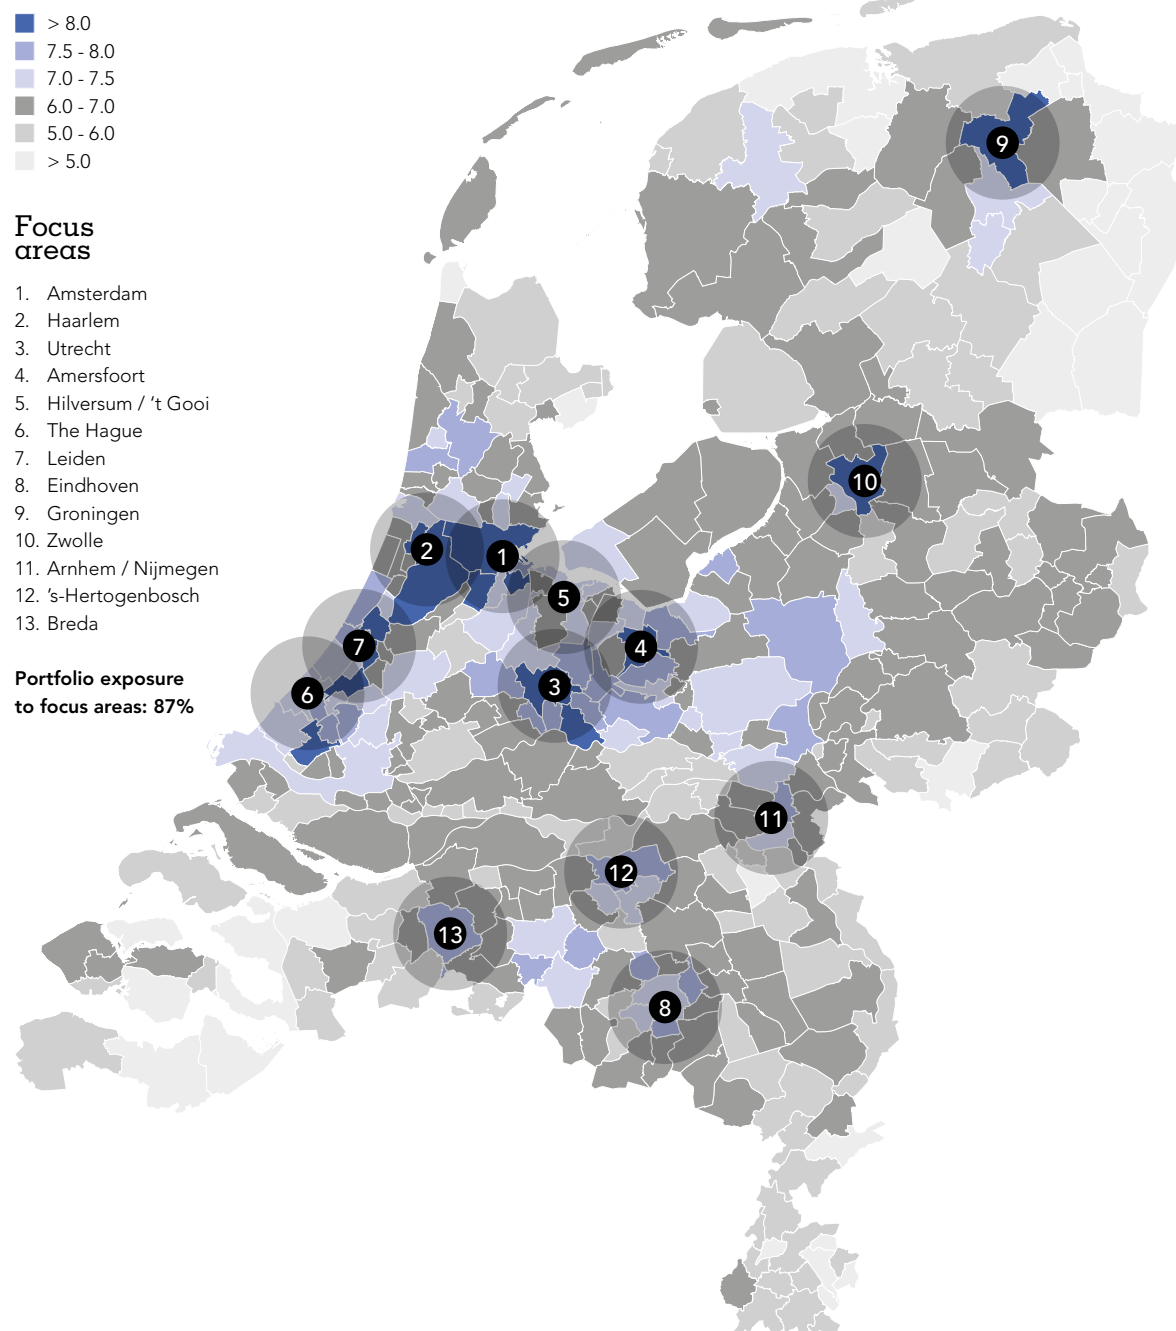 > 8.0
7.5 - 8.0
7.0 - 7.5
6.0 - 7.0
5.0 - 6.0
> 5.0
Focus
areas
1. Amsterdam
2. Haarlem
3. Utrecht
4. Amersfoort
5. Hilversum / ‘t Gooi
6. The Hague
7. Leiden
8. Eindhoven
9. Groningen
10. Zwolle
11. Arnhem / Nijmegen
12. ’s-Hertogenbosch
13. Breda
Portfolio exposure
to focus areas: 87%
9
10
2
1
5
7
4
3
6
11
12
13
8